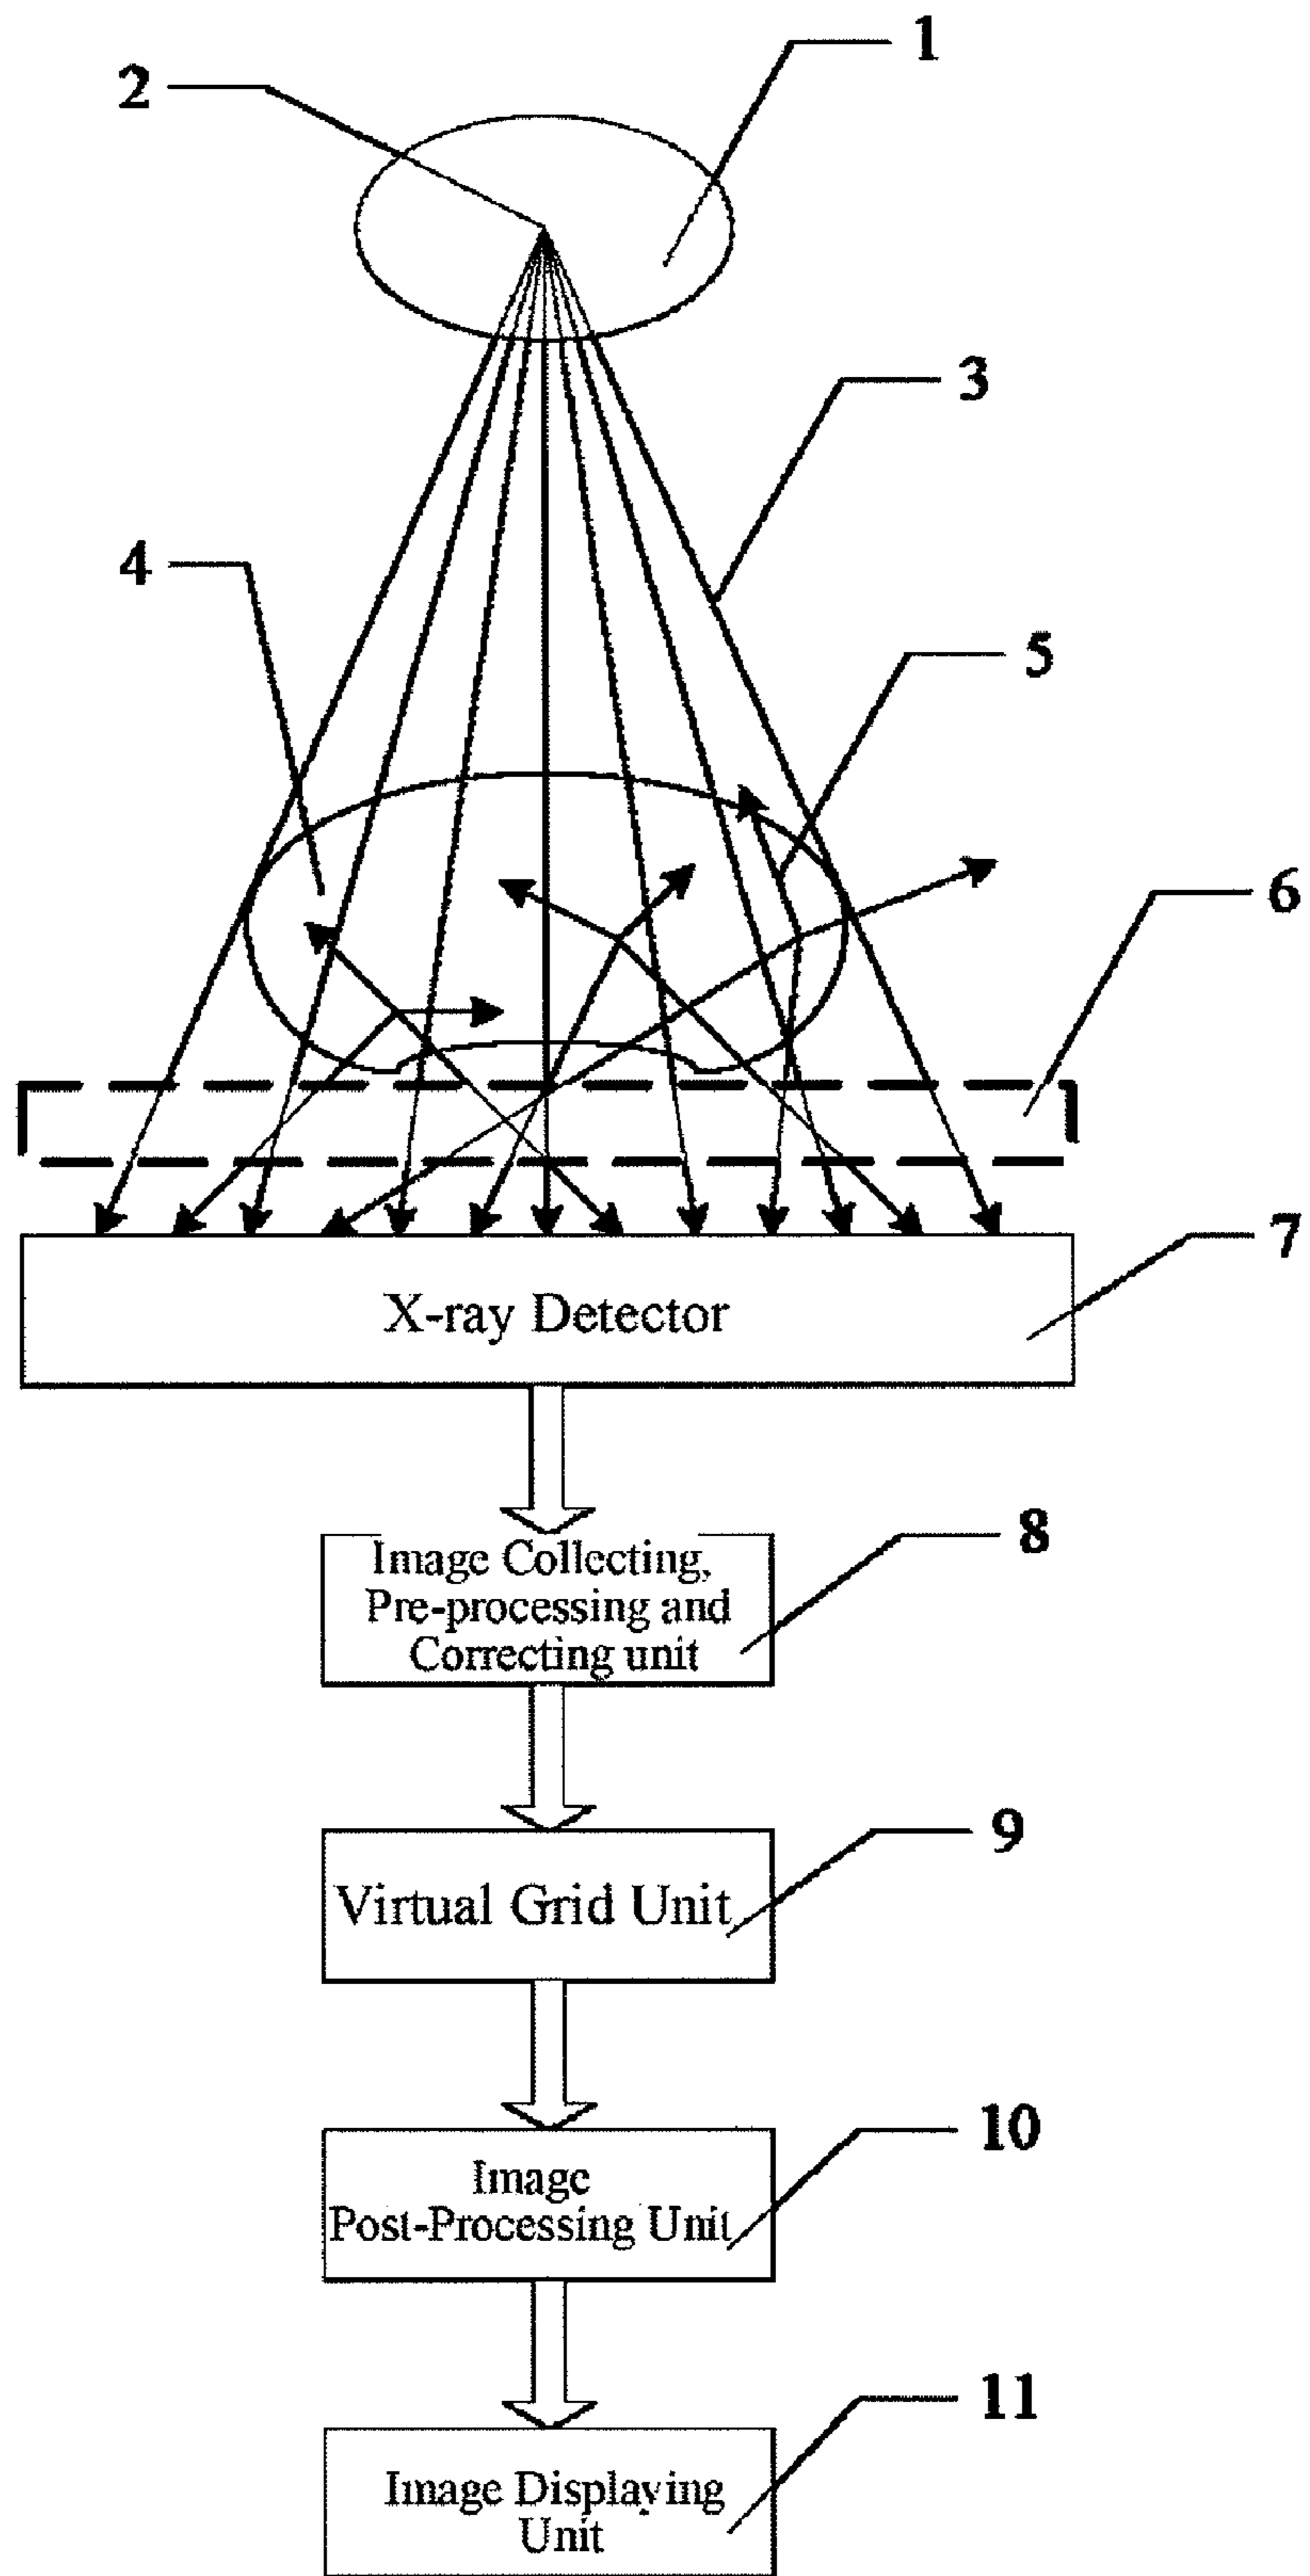 1
2
3
4
5
6
X-ray Detector
7
Image Collecting,
Pre-processing and
Correcting unit
8
Virtual Grid Unit
9
Image
Post-Processing Unit
10
Image Displaying
Unit
11